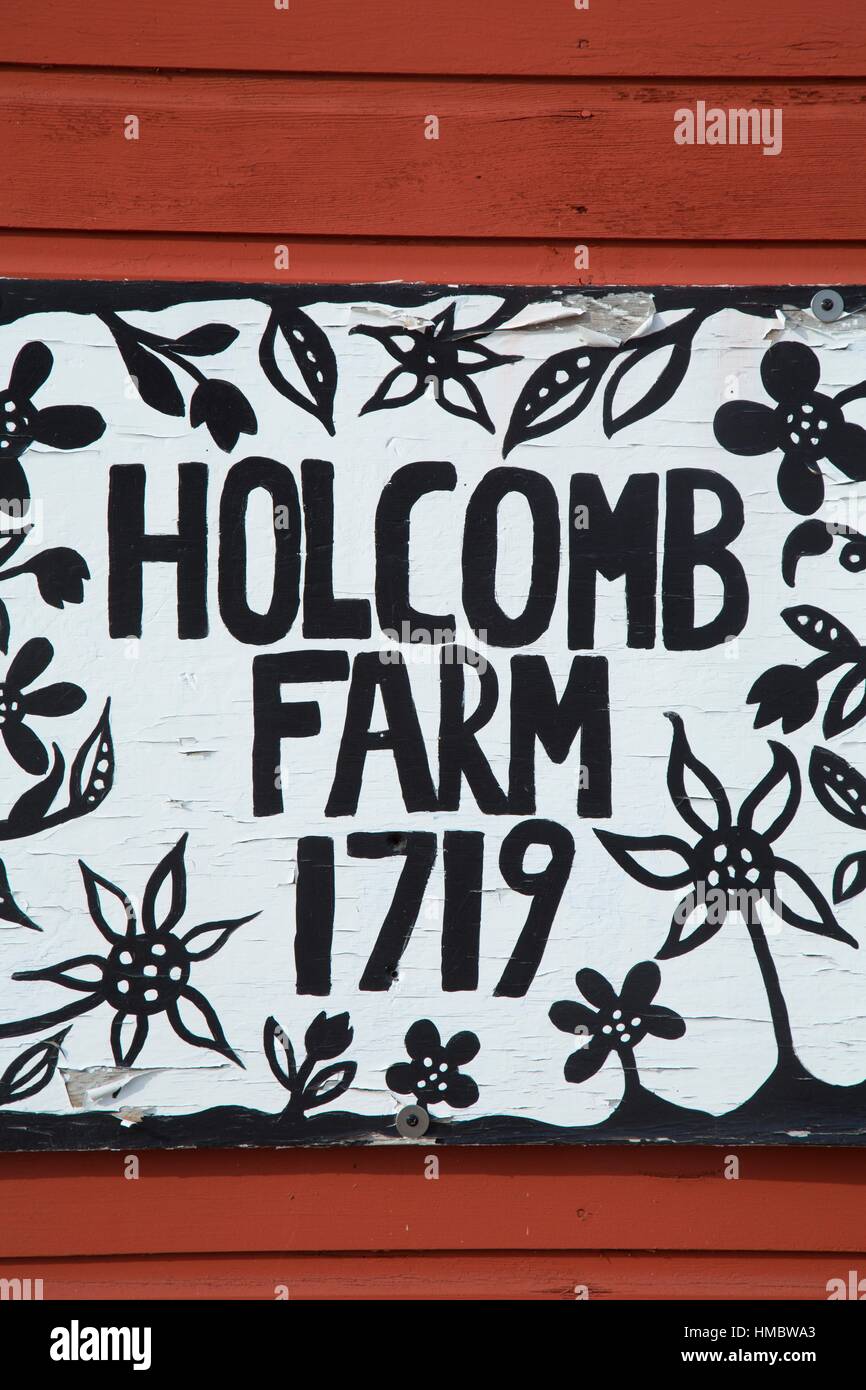 alamy
HOLCOMB
FARM
1719
alamy
Image ID: HMBWA3
www.alamy.com